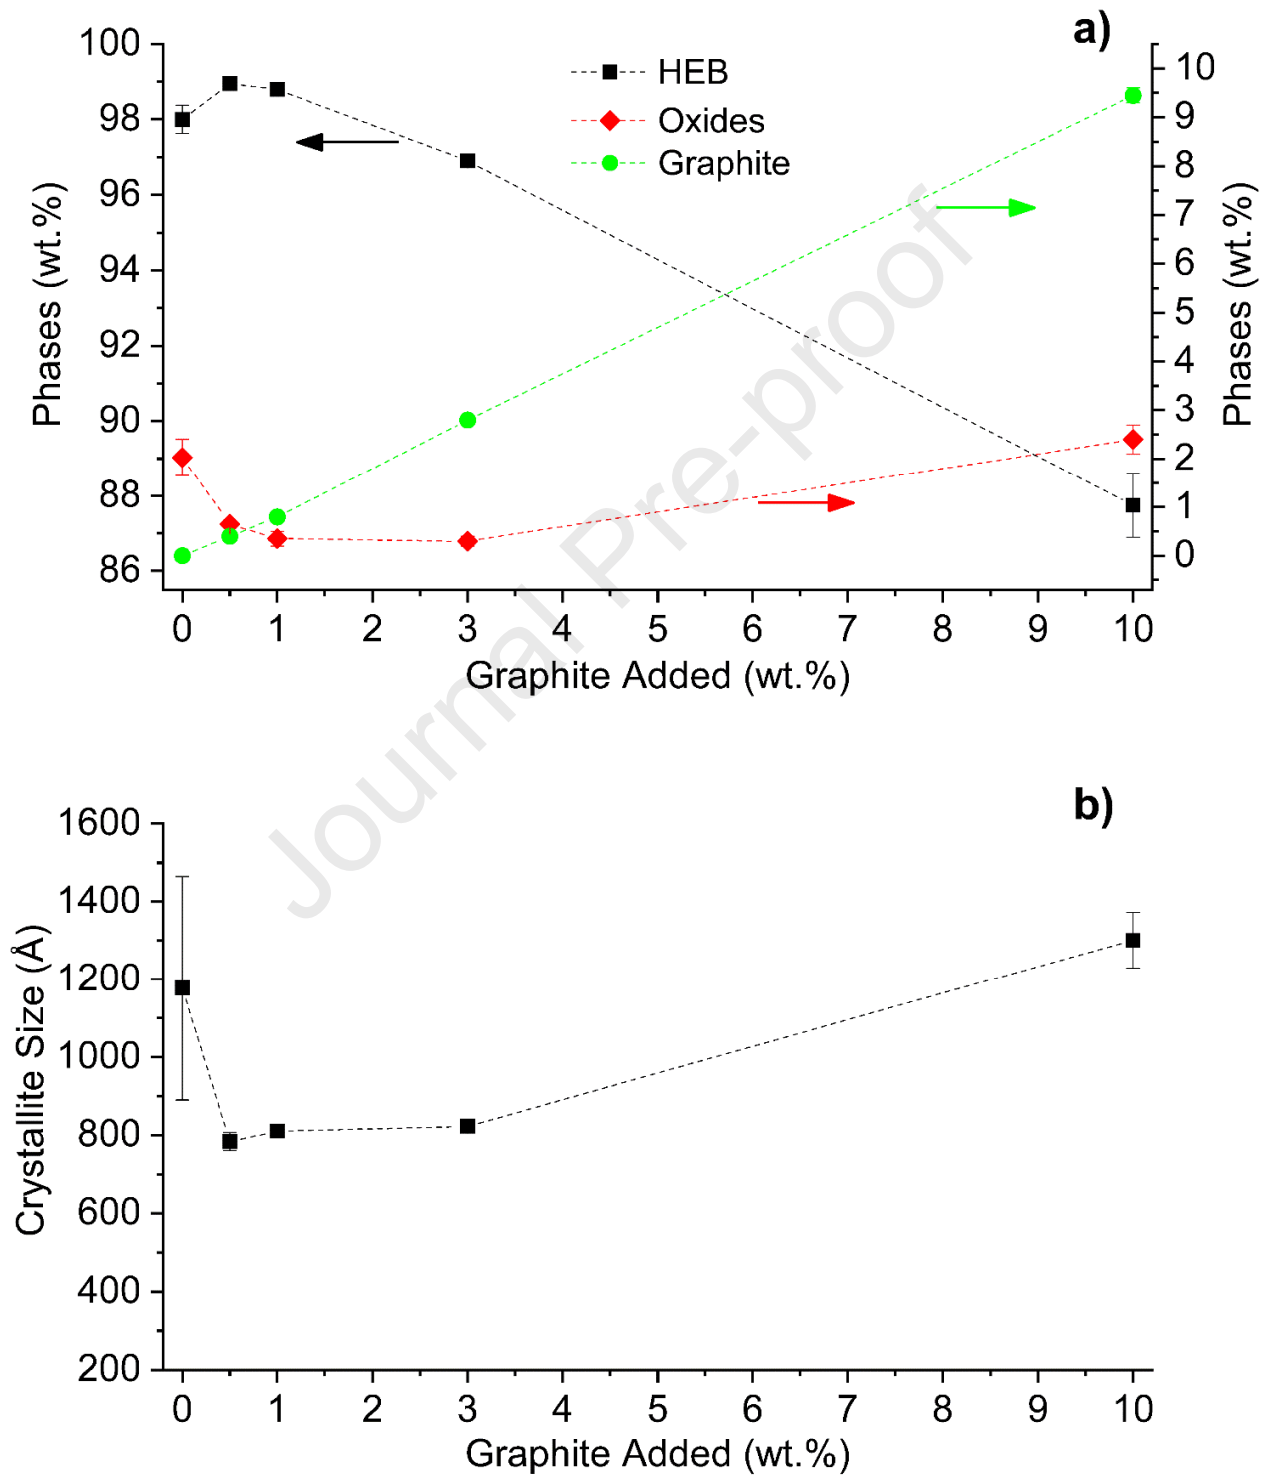 a)
HEB
Oxides
Graphite
100
98
96
94
92
90
88
86
Phases (wt.%)
10
9
8
7
6
5
4
3
2
1
0
Phases (wt.%)
0 1 2 3 4 5 6 7 8 9 10
Graphite Added (wt.%)
Journal Pre-proof
b)
1600
1400
1200
1000
800
600
400
200
Crystallite Size (Å)
0 1 2 3 4 5 6 7 8 9 10
Graphite Added (wt.%)